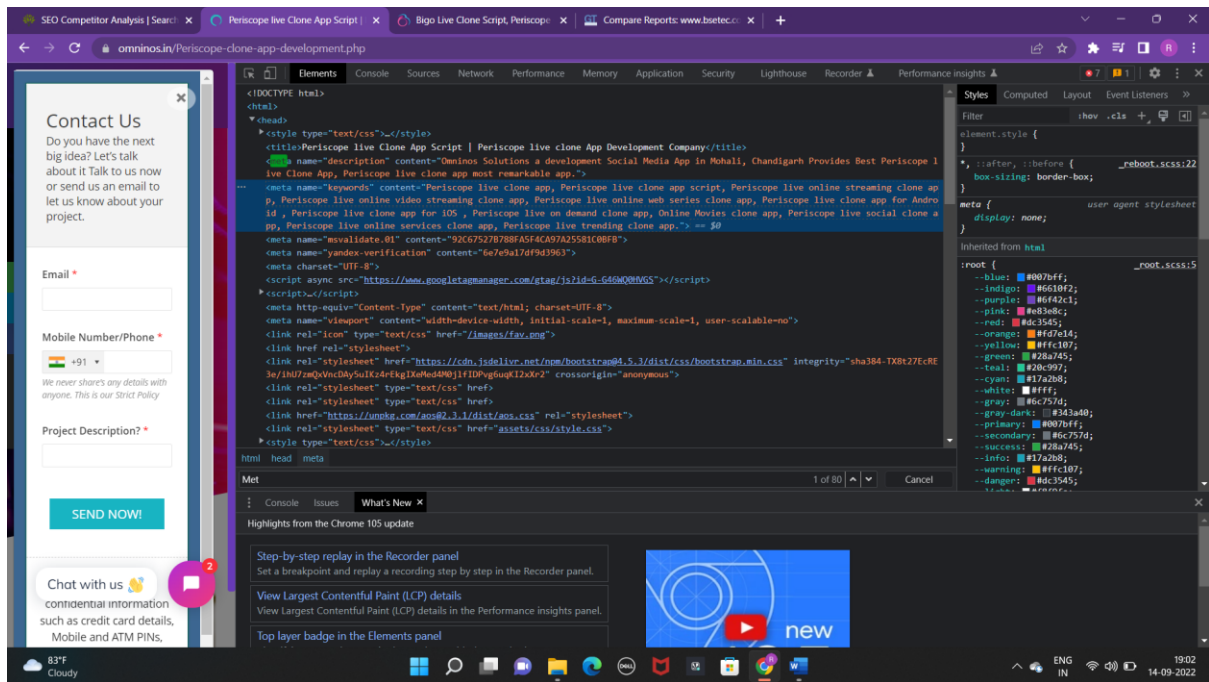 SEO Competitor Analysis | Search
Periscope live Clone App Script |
Bigo Live Clone Script, Periscope
Compare Reports: www.bsetec.cc
omninos.in/Periscope-clone-app-development.php
R
Contact Us
Do you have the next
big idea? Let's talk
about it Talk to us now
or send us an email to
let us know about your
project.
Email *
Mobile Number/Phone *
+91
We never share's any details with
anyone. This is our Strict Policy
Project Description? *
SEND NOW!
Chat with us
2
confidential information
such as credit card details,
Mobile and ATM PINs,
Elements Console Sources Network Performance Memory Application Security Lighthouse Recorder Performance insights
7 1
<!DOCTYPE html>
<html>
<head>
<style type="text/css">…</style>
<title>Periscope live Clone App Script | Periscope live clone App Development Company</title>
<meta name="description" content="Omninos Solutions a development Social Media App in Mohali, Chandigarh Provides Best Periscope l
ive Clone App, Periscope live clone app most remarkable app.">
<meta name="keywords" content="Periscope live clone app, Periscope live clone app script, Periscope live online streaming clone ap
p, Periscope live online video streaming clone app, Periscope live online web series clone app, Periscope live clone app for Andro
id , Periscope live clone app for iOS , Periscope live on demand clone app, Online Movies clone app, Periscope live social clone a
pp, Periscope live online services clone app, Periscope live trending clone app."> == $0
<meta name="msvalidate.01" content="92C67527B788FA5F4CA97A25581C0BFB">
<meta name="yandex-verification" content="6e7e9a17df9d3963">
<meta charset="UTF-8">
<script async src="https://www.googletagmanager.com/gtag/js?id=G-G46WQ0HVGS"></script>
<script>…</script>
<meta http-equiv="Content-Type" content="text/html; charset=UTF-8">
<meta name="viewport" content="width=device-width, initial-scale=1, maximum-scale=1, user-scalable=no">
<link rel="icon" type="text/css" href="/images/fav.png">
<link href rel="stylesheet">
<link rel="stylesheet" href="https://cdn.jsdelivr.net/npm/bootstrap@4.5.3/dist/css/bootstrap.min.css" integrity="sha384-TX8t27EcRE
3e/ihU7zmQxVncDAy5uIKz4rEkgIXeMed4M0jlfIDPvg6uqKI2xXr2" crossorigin="anonymous">
<link rel="stylesheet" type="text/css" href>
<link rel="stylesheet" type="text/css" href>
<link href="https://unpkg.com/aos@2.3.1/dist/aos.css" rel="stylesheet">
<link rel="stylesheet" type="text/css" href="assets/css/style.css">
<style type="text/css">…</style>
html head meta
Met
1 of 80
Cancel
Styles Computed Layout Event Listeners
Filter
:hov .cls
element.style {
}
*, ::after, ::before { _reboot.scss:22
box-sizing: border-box;
}
meta { user agent stylesheet
display: none;
}
Inherited from html
:root { _root.scss:5
--blue: #007bff;
--indigo: #6610f2;
--purple: #6f42c1;
--pink: #e83e8c;
--red: #dc3545;
--orange: #fd7e14;
--yellow: #ffc107;
--green: #28a745;
--teal: #20c997;
--cyan: #17a2b8;
--white: #fff;
--gray: #6c757d;
--gray-dark: #343a40;
--primary: #007bff;
--secondary: #6c757d;
--success: #28a745;
--info: #17a2b8;
--warning: #ffc107;
--danger: #dc3545;
Console Issues What's New
Highlights from the Chrome 105 update
Step-by-step replay in the Recorder panel
Set a breakpoint and replay a recording step by step in the Recorder panel.
View Largest Contentful Paint (LCP) details
View Largest Contentful Paint (LCP) details in the Performance insights panel.
Top layer badge in the Elements panel
new
83°F
Cloudy
DELL
ENG
IN
19:02
14-09-2022